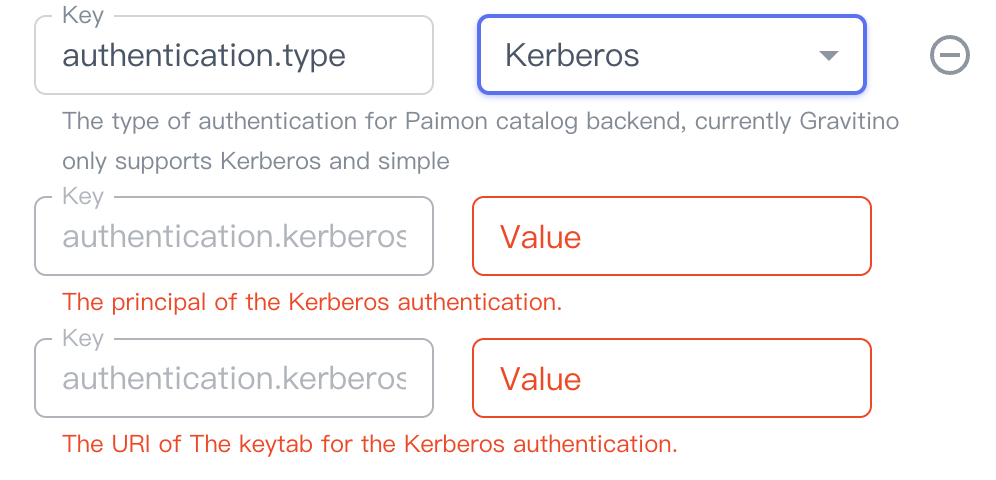 Key
authentication.type
Kerberos
The type of authentication for Paimon catalog backend, currently Gravitino
only supports Kerberos and simple
Key
authentication.kerberos
Value
The principal of the Kerberos authentication.
Key
authentication.kerberos
Value
The URI of The keytab for the Kerberos authentication.